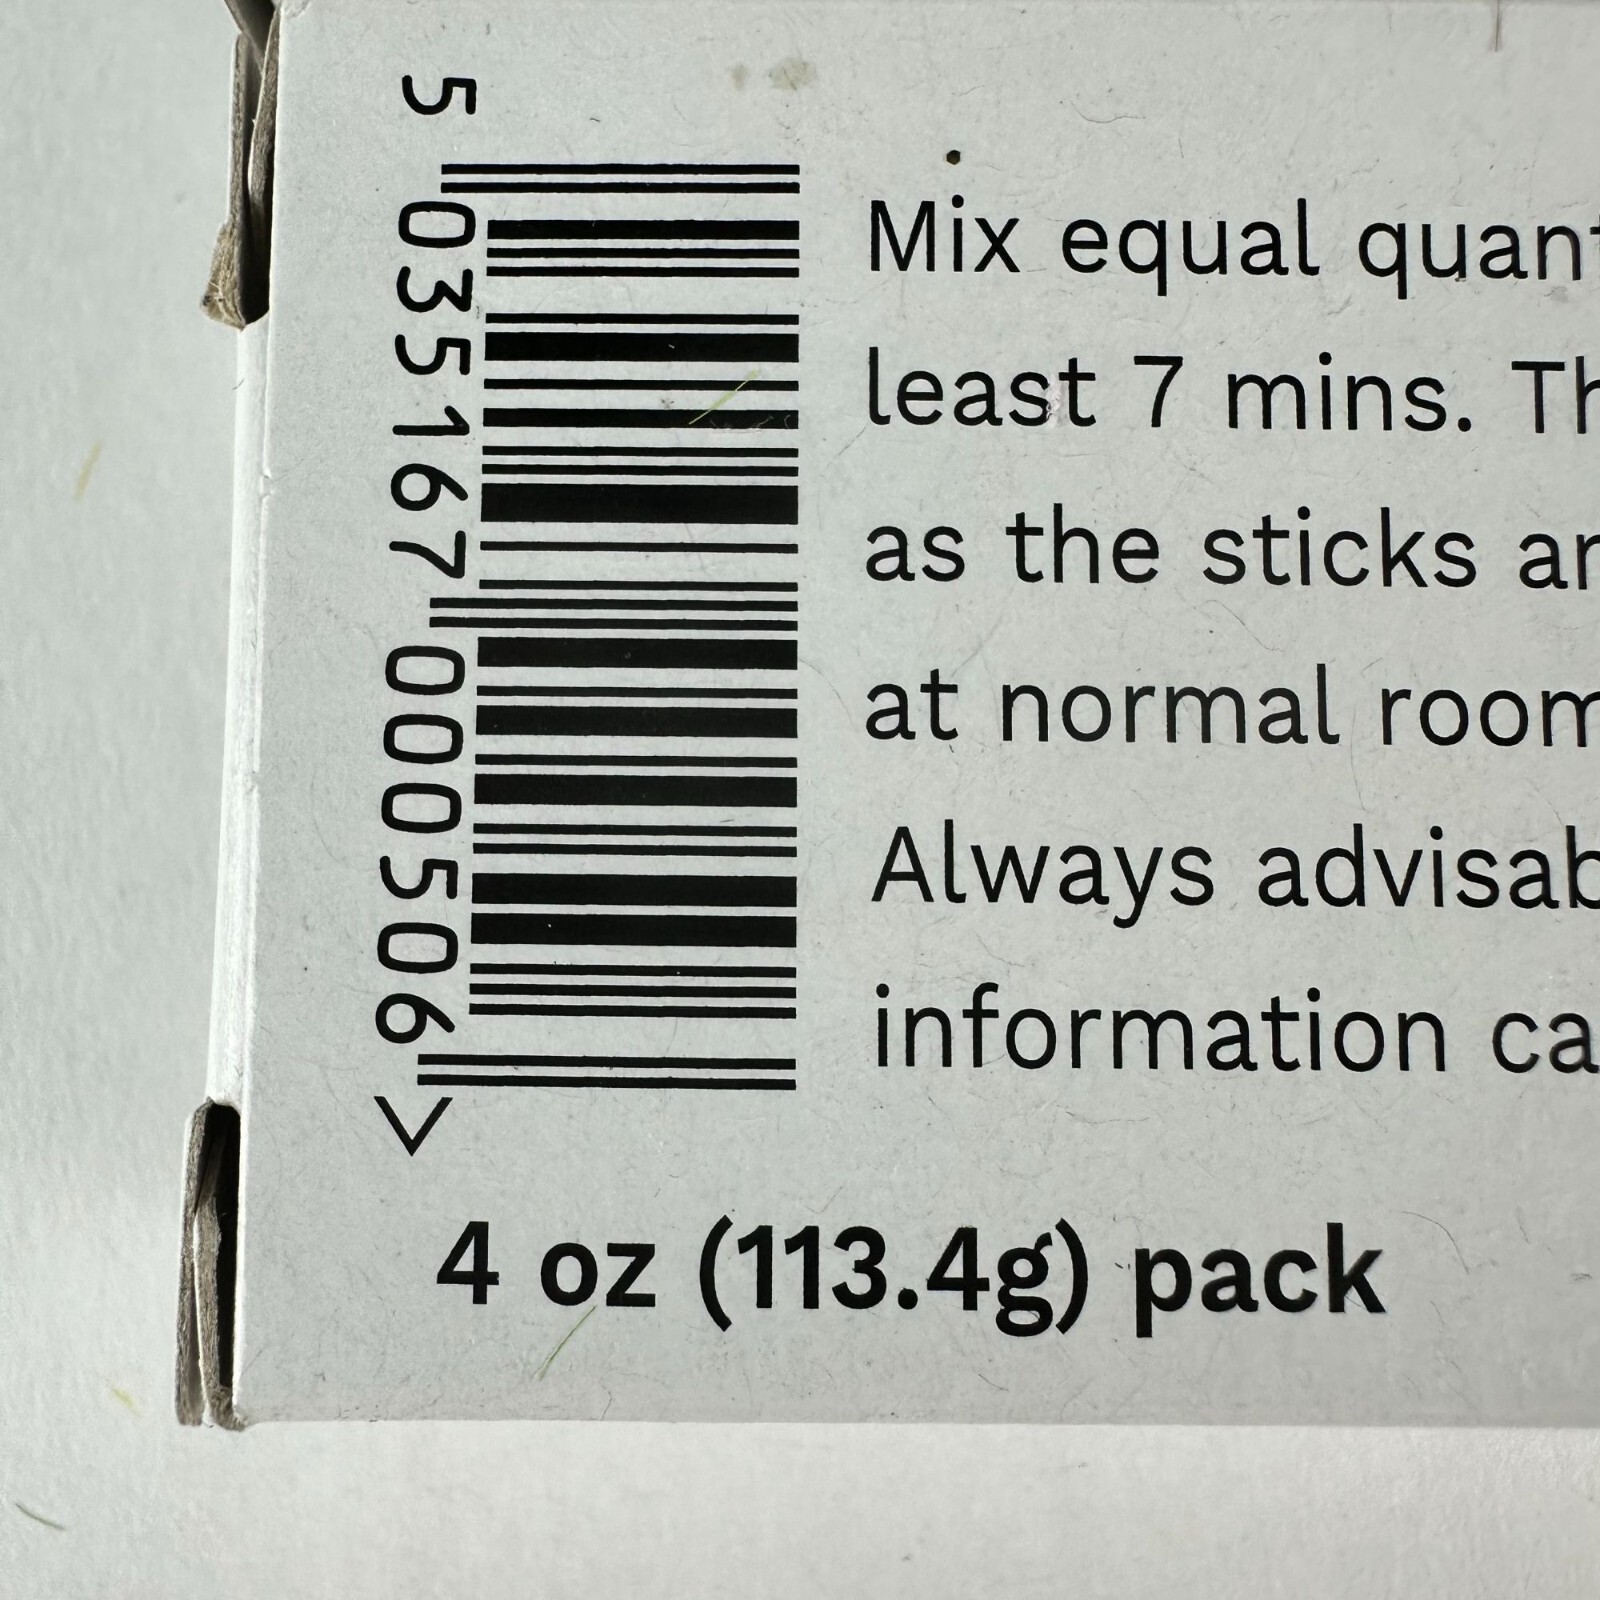 5 035167 000506 >
Mix equal quant
least 7 mins. Th
as the sticks ar
at normal room
Always advisab
information ca
4 oz (113.4g) pack